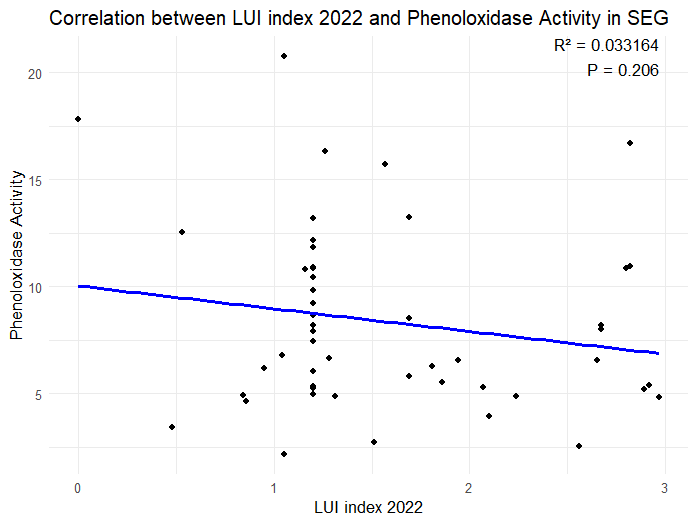 Correlation between LUI index 2022 and Phenoloxidase Activity in SEG
R² = 0.033164
P = 0.206
20
15
10
5
Phenoloxidase Activity
0
1
2
3
LUI index 2022